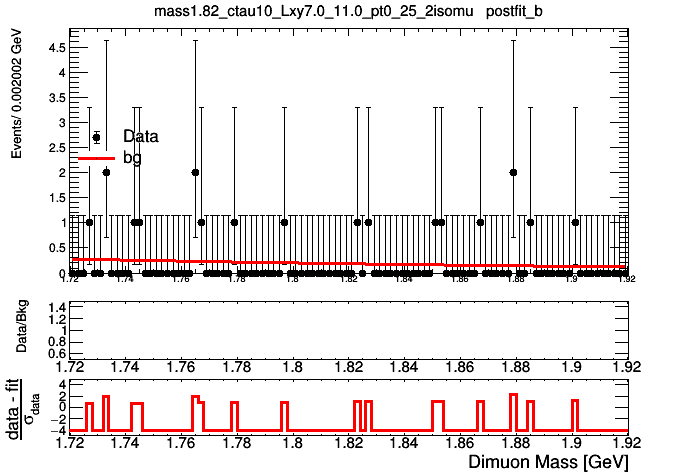 mass1.82_ctau10_Lxy7.0_11.0_pt0_25_2isomu postfit_b
Events/ 0.002002 GeV
4.5
4
3.5
3
2.5
2
1.5
1
0.5
0
Data
bg
1.72 1.74 1.76 1.78 1.8 1.82 1.84 1.86 1.88 1.9 1.92
Data/Bkg
1.4
1.2
1
0.8
0.6
1.72 1.74 1.76 1.78 1.8 1.82 1.84 1.86 1.88 1.9 1.92
data - fit
σdata
4
2
0
−2
−4
1.72 1.74 1.76 1.78 1.8 1.82 1.84 1.86 1.88 1.9 1.92
Dimuon Mass [GeV]